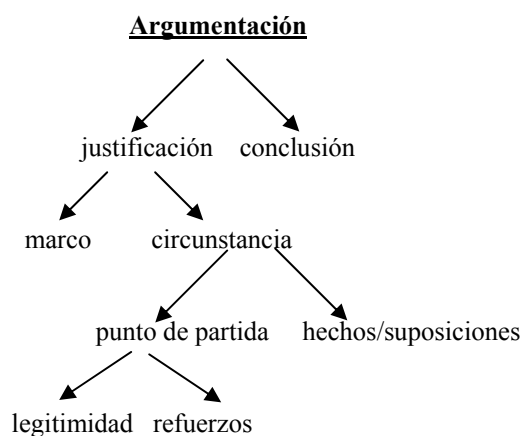 Argumentación
justificación conclusión
marco circunstancia
punto de partida hechos/suposiciones
legitimidad refuerzos